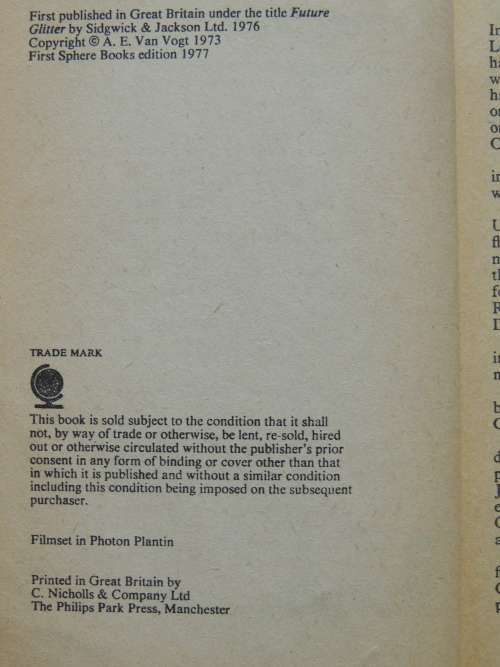 First published in Great Britain under the title Future
Glitter by Sidgwick & Jackson Ltd. 1976
Copyright © A. E. Van Vogt 1973
First Sphere Books edition 1977
TRADE MARK
This book is sold subject to the condition that it shall
not, by way of trade or otherwise, be lent, re-sold, hired
out or otherwise circulated without the publisher's prior
consent in any form of binding or cover other than that
in which it is published and without a similar condition
including this condition being imposed on the subsequent
purchaser.
Filmset in Photon Plantin
Printed in Great Britain by
C. Nicholls & Company Ltd
The Philips Park Press, Manchester